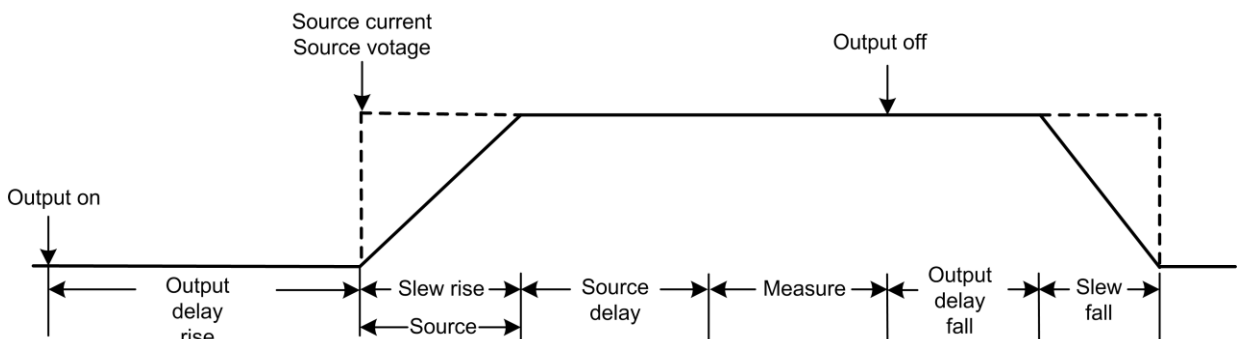 Source current
Source votage
Output off
Output on
Output
delay
rise
Slew rise
Source
Source
delay
Measure
Output
delay
fall
Slew
fall